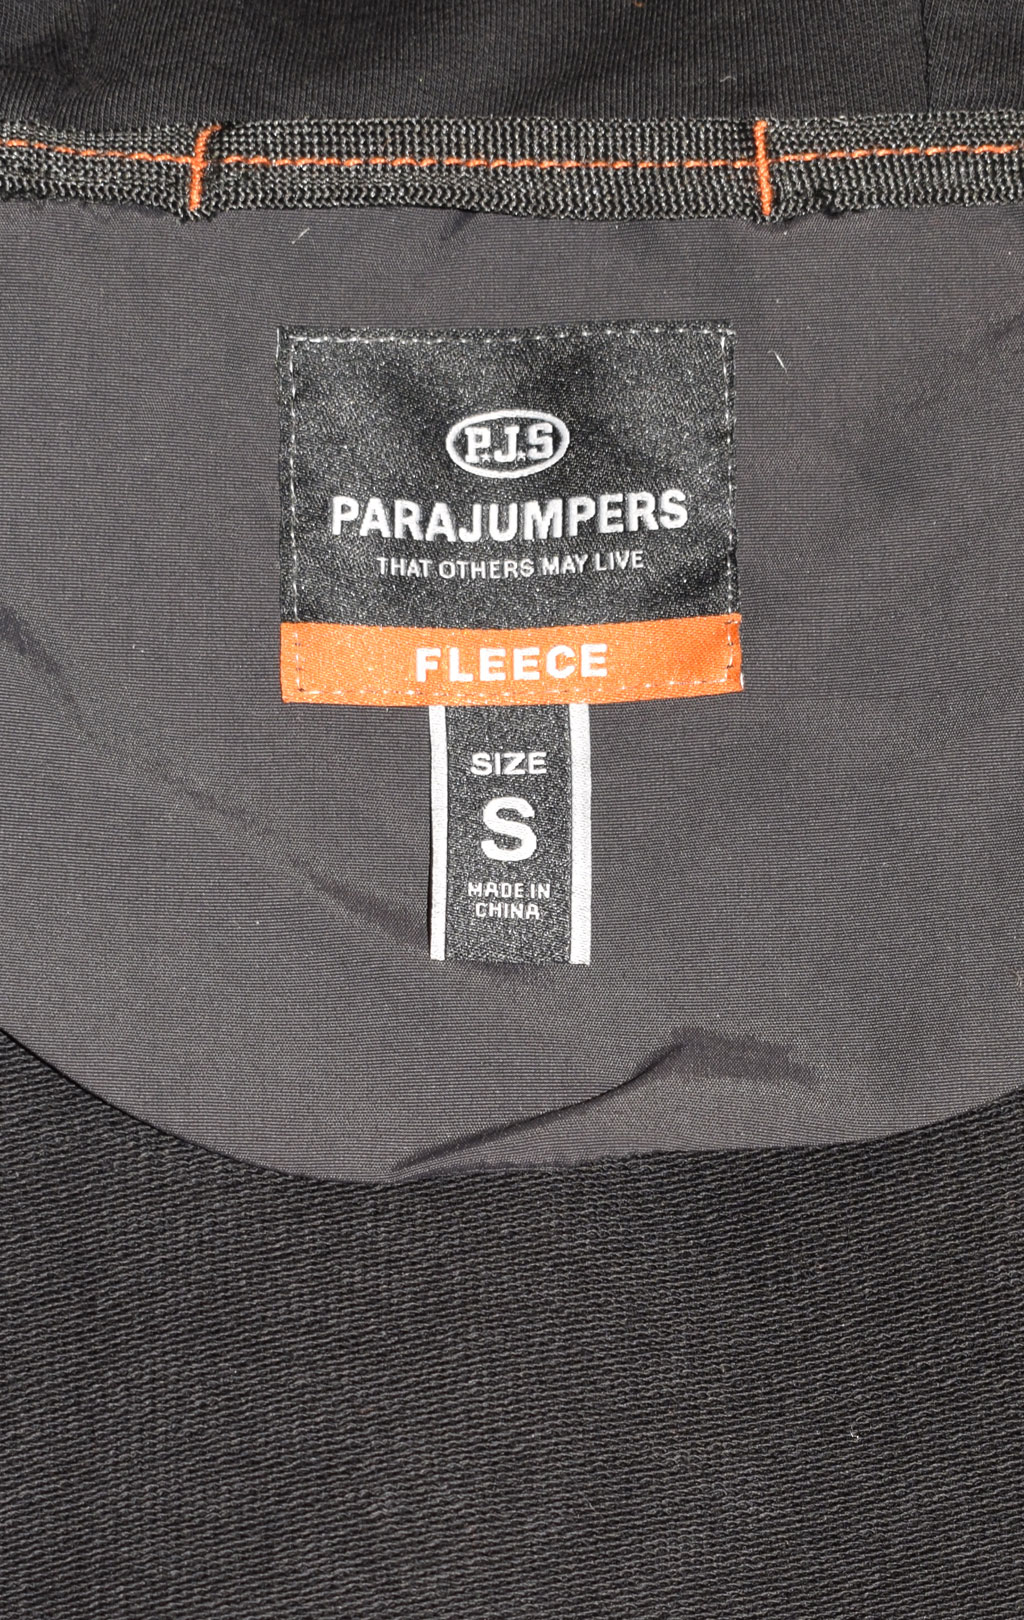 P.J.S
PARAJUMPERS
THAT OTHERS MAY LIVE
FLEECE
SIZE
S
MADE IN
CHINA